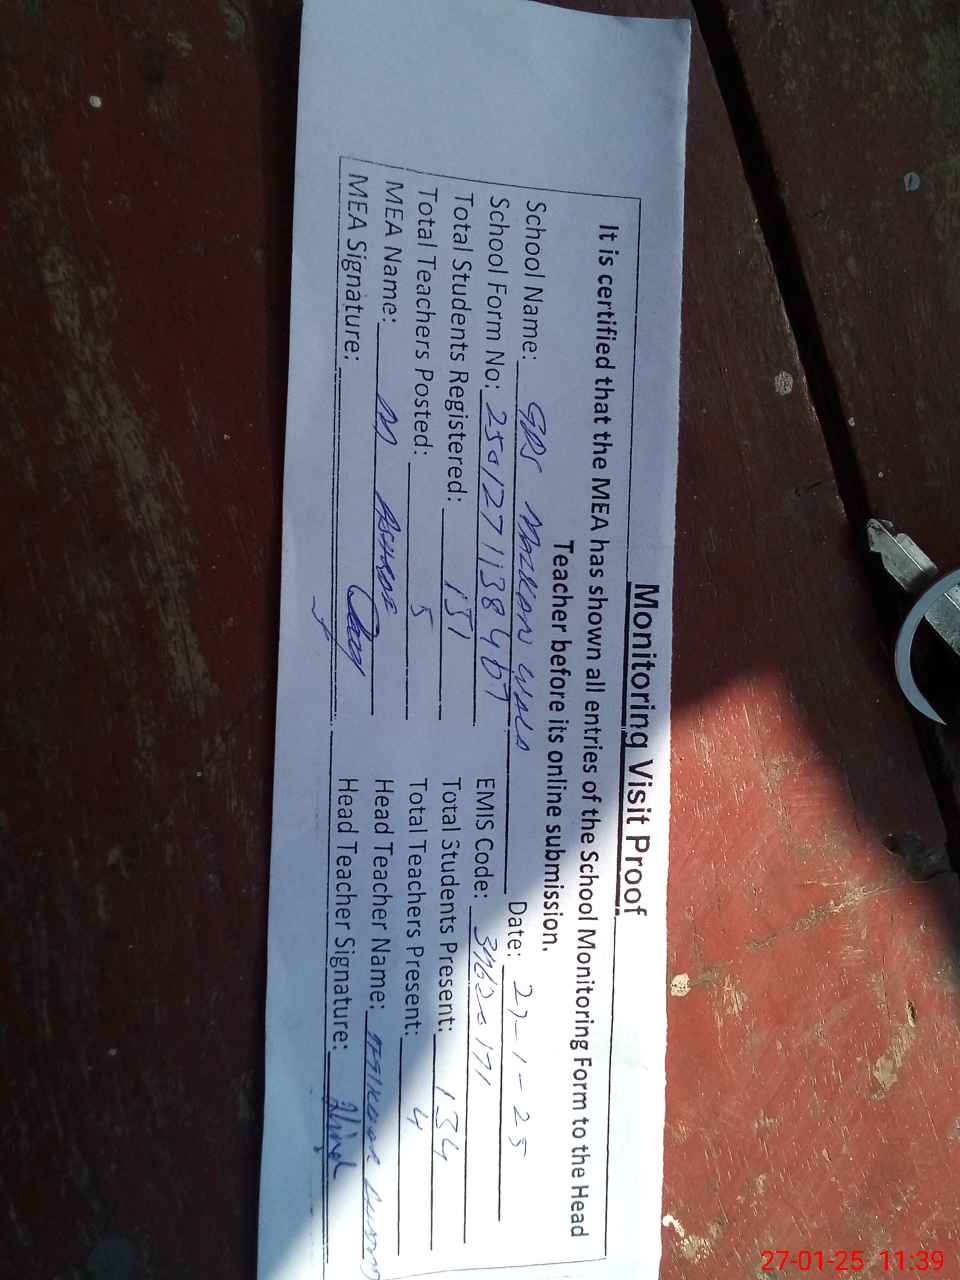 Monitoring Visit Proof
It is certified that the MEA has shown all entries of the School Monitoring Form to the Head
Teacher before its online submission.
School Name: GPS Date: 27-1-25
School Form No: 250127113846 EMIS Code: 37620171
Total Students Registered: 151 Total Students Present: 134
Total Teachers Posted: 5 Total Teachers Present: 4
MEA Name: M Head Teacher Name:
MEA Signature: Head Teacher Signature:
27-01-25 11:39